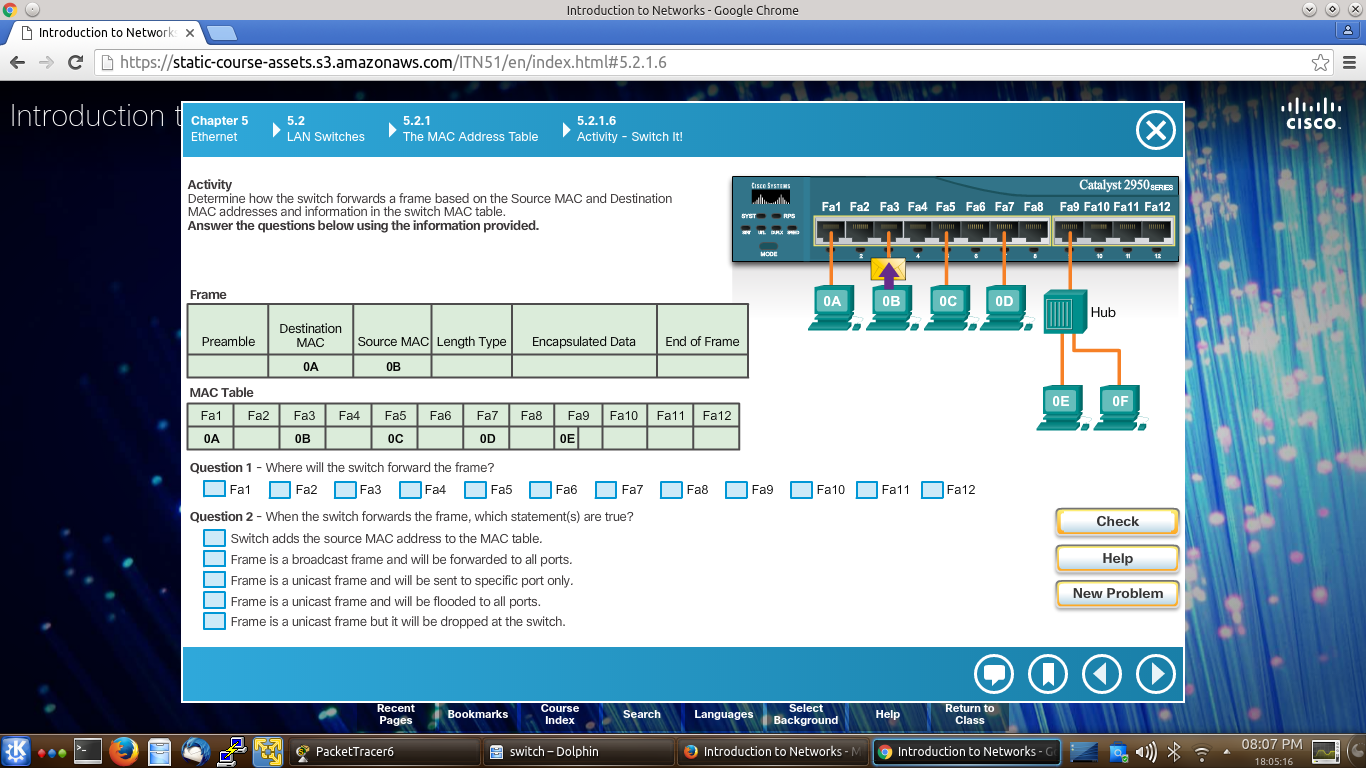 Introduction to Networks - Google Chrome
Introduction to Network
https://static-course-assets.s3.amazonaws.com/ITN51/en/index.html#5.2.1.6
Introduction t
CISCO
Chapter 5
Ethernet
5.2
LAN Switches
5.2.1
The MAC Address Table
5.2.1.6
Activity - Switch It!
Activity
Determine how the switch forwards a frame based on the Source MAC and Destination
MAC addresses and information in the switch MAC table.
Answer the questions below using the information provided.
Cisco Systems
Catalyst 2950 SERIES
Fa1 Fa2 Fa3 Fa4 Fa5 Fa6 Fa7 Fa8 Fa9 Fa10 Fa11 Fa12
SYST RPS
STAT UTL DUPLX SPEED
MODE
2 4 8 10 11 12
0A 0B 0C 0D
Hub
0E 0F
Frame
Preamble Destination MAC Source MAC Length Type Encapsulated Data End of Frame
0A 0B
MAC Table
Fa1 Fa2 Fa3 Fa4 Fa5 Fa6 Fa7 Fa8 Fa9 Fa10 Fa11 Fa12
0A 0B 0C 0D 0E
Question 1 - Where will the switch forward the frame?
Fa1 Fa2 Fa3 Fa4 Fa5 Fa6 Fa7 Fa8 Fa9 Fa10 Fa11 Fa12
Question 2 - When the switch forwards the frame, which statement(s) are true?
Switch adds the source MAC address to the MAC table.
Frame is a broadcast frame and will be forwarded to all ports.
Frame is a unicast frame and will be sent to specific port only.
Frame is a unicast frame and will be flooded to all ports.
Frame is a unicast frame but it will be dropped at the switch.
Check
Help
New Problem
Recent Pages
Bookmarks
Course Index
Search
Languages
Select Background
Help
Return to Class
PacketTracer6
switch – Dolphin
Introduction to Networks - M
Introduction to Networks - G
08:07 PM
18:05:16